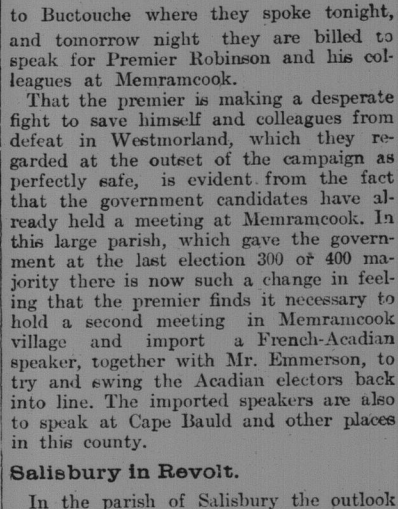 to Buctouche where they spoke tonight,
and tomorrow night they are billed to
speak for Premier Robinson and his col-
leagues at Memramcook.
That the premier is making a desperate
fight to save himself and colleagues from
defeat in Westmorland, which they re-
garded at the outset of the campaign as
perfectly safe, is evident from the fact
that the government candidates have al-
ready held a meeting at Memramcook. In
this large parish, which gave the govern-
ment at the last election 300 or 400 ma-
jority there is now such a change in feel-
ing that the premier finds it necessary to
hold a second meeting in Memramcook
village and import a French-Acadian
speaker, together with Mr. Emmerson, to
try and swing the Acadian electors back
into line. The imported speakers are also
to speak at Cape Bauld and other places
in this county.
Salisbury in Revolt.
In the parish of Salisbury the outlook